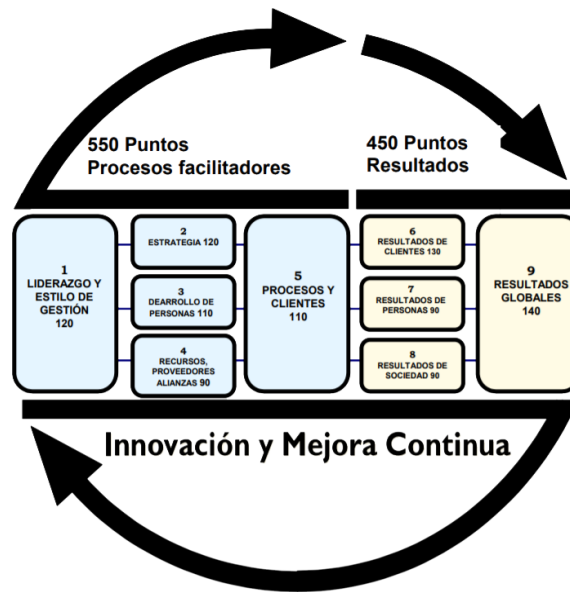 550 Puntos
Procesos facilitadores
450 Puntos
Resultados
1
LIDERAZGO Y
ESTILO DE
GESTIÓN
120
2
ESTRATEGIA 120
3
DEARROLLO DE
PERSONAS 110
4
RECURSOS,
PROVEEDORES
ALIANZAS 90
5
PROCESOS Y
CLIENTES
110
6
RESULTADOS DE
CLIENTES 130
7
RESULTADOS DE
PERSONAS 90
8
RESULTADOS DE
SOCIEDAD 90
9
RESULTADOS
GLOBALES
140
Innovación y Mejora Continua